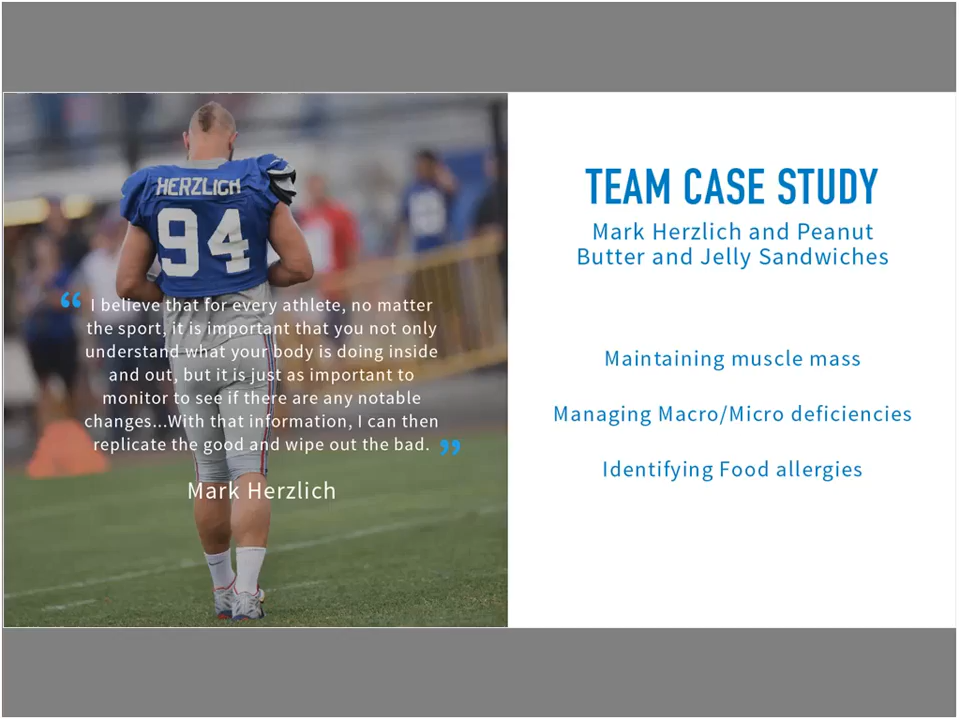 HERZLICH
94
“ I believe that for every athlete, no matter
the sport, it is important that you not only
understand what your body is doing inside
and out, but it is just as important to
monitor to see if there are any notable
changes...With that information, I can then
replicate the good and wipe out the bad. ”
Mark Herzlich
TEAM CASE STUDY
Mark Herzlich and Peanut
Butter and Jelly Sandwiches
Maintaining muscle mass
Managing Macro/Micro deficiencies
Identifying Food allergies